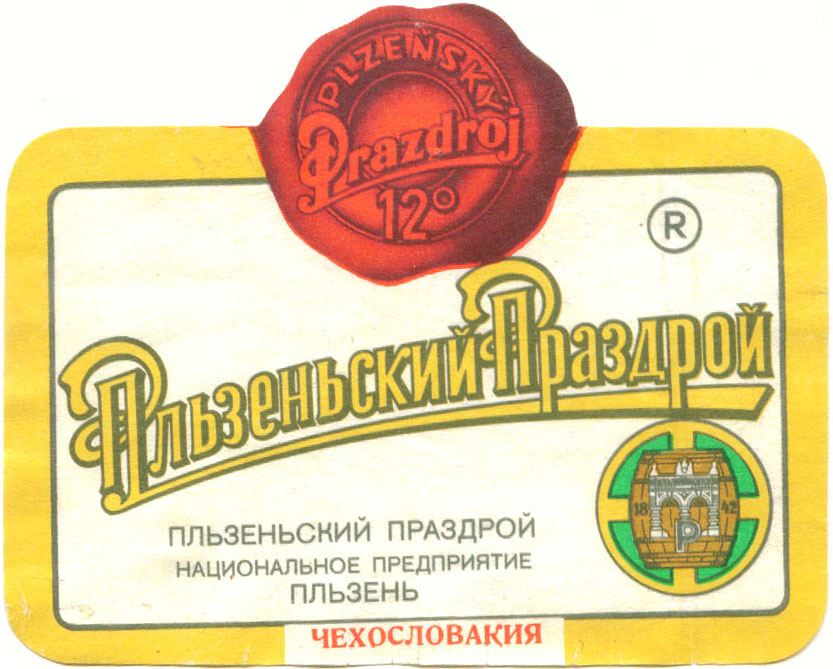 PLZEŇSKÝ
Prazdroj
12°
R
Пльзеньский Праздрой
18 42
P
ПЛЬЗЕНЬСКИЙ ПРАЗДРОЙ
НАЦИОНАЛЬНОЕ ПРЕДПРИЯТИЕ
ПЛЬЗЕНЬ
ЧЕХОСЛОВАКИЯ